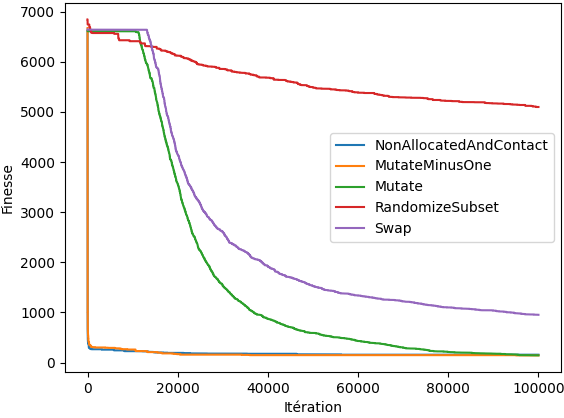 7000
6000
5000
4000
3000
2000
1000
0
Finesse
NonAllocatedAndContact
MutateMinusOne
Mutate
RandomizeSubset
Swap
0 20000 40000 60000 80000 100000
Itération